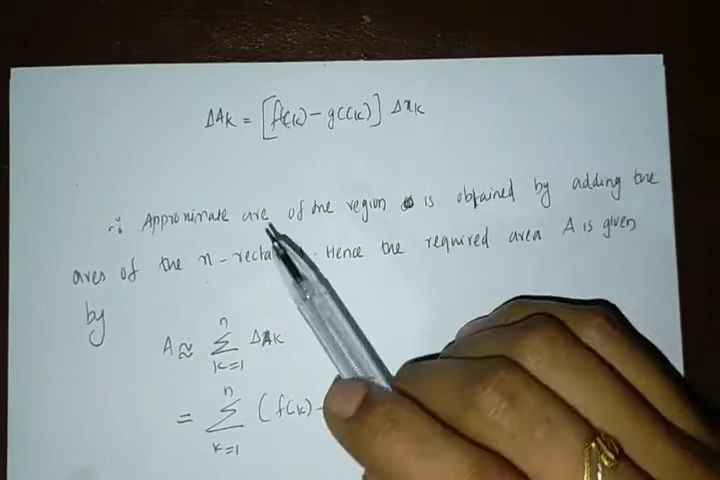 ΔAk = [f(Ck) - g(Ck)] Δxk
∴ Approximate are of the region is obtained by adding the
ares of the n - recta . Hence the required area A is given
by
A ≈ n Σ k=1 ΔAk
= n Σ k=1 (f(Ck) -